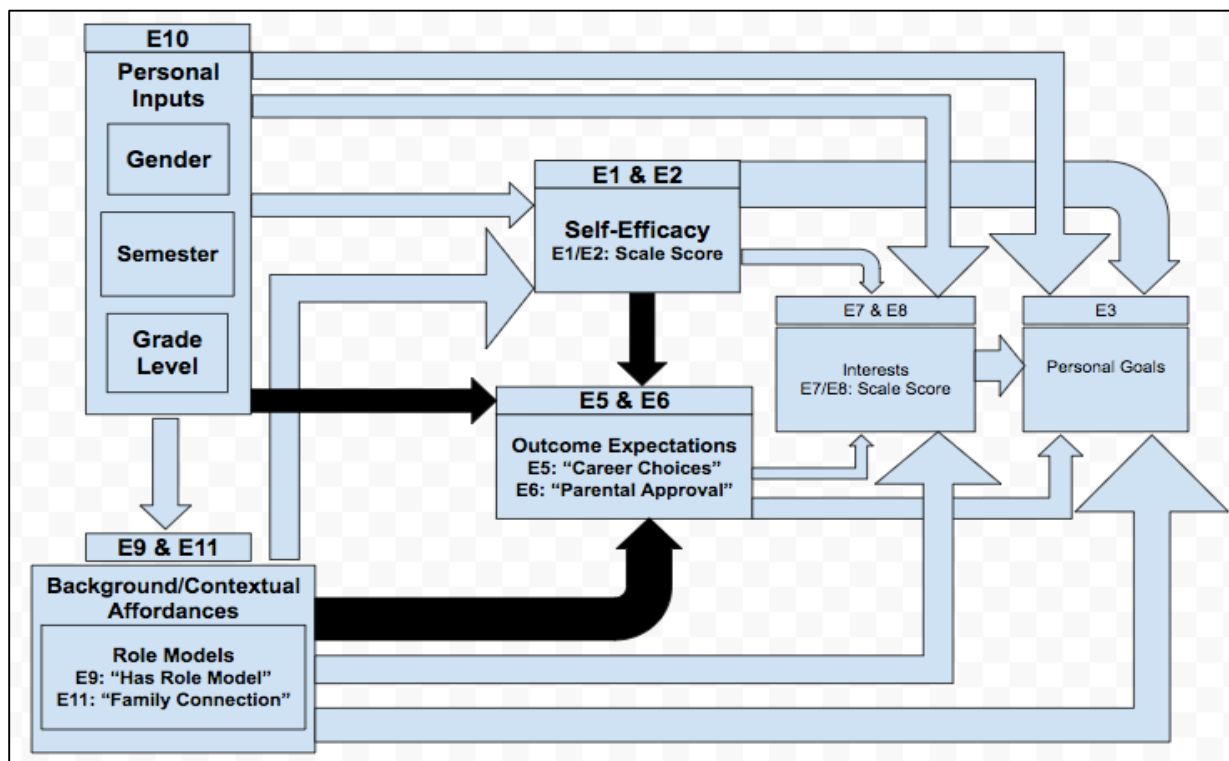 E10
Personal
Inputs
Gender
Semester
Grade
Level
E1 & E2
Self-Efficacy
E1/E2: Scale Score
E7 & E8
Interests
E7/E8: Scale Score
E3
Personal Goals
E5 & E6
Outcome Expectations
E5: “Career Choices”
E6: “Parental Approval”
E9 & E11
Background/Contextual
Affordances
Role Models
E9: “Has Role Model”
E11: “Family Connection”